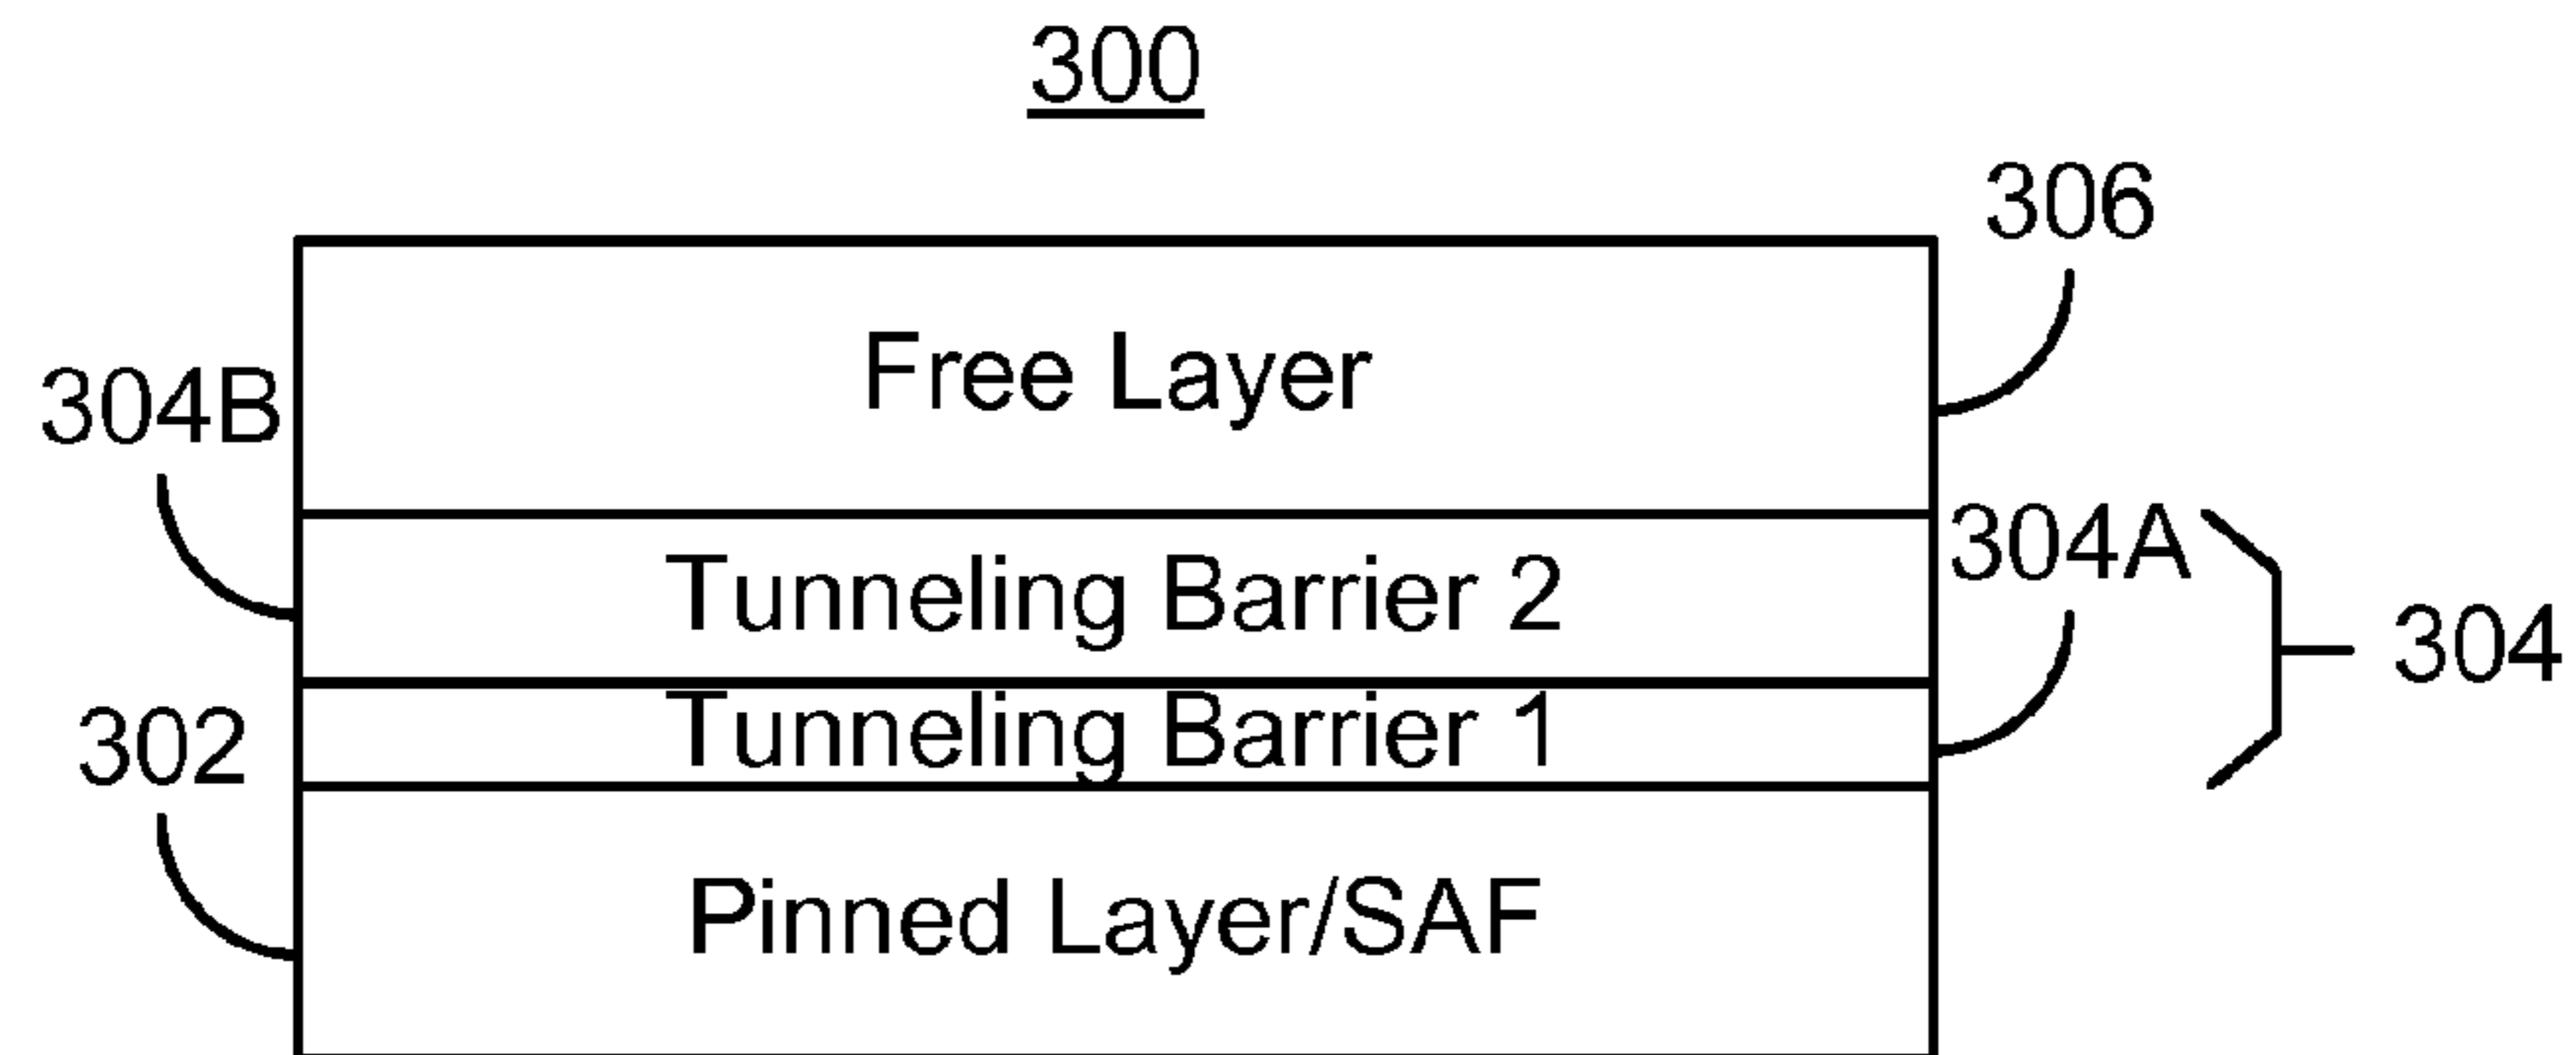 300
306
Free Layer
304B
304A
Tunneling Barrier 2
304
Tunneling Barrier 1
302
Pinned Layer/SAF